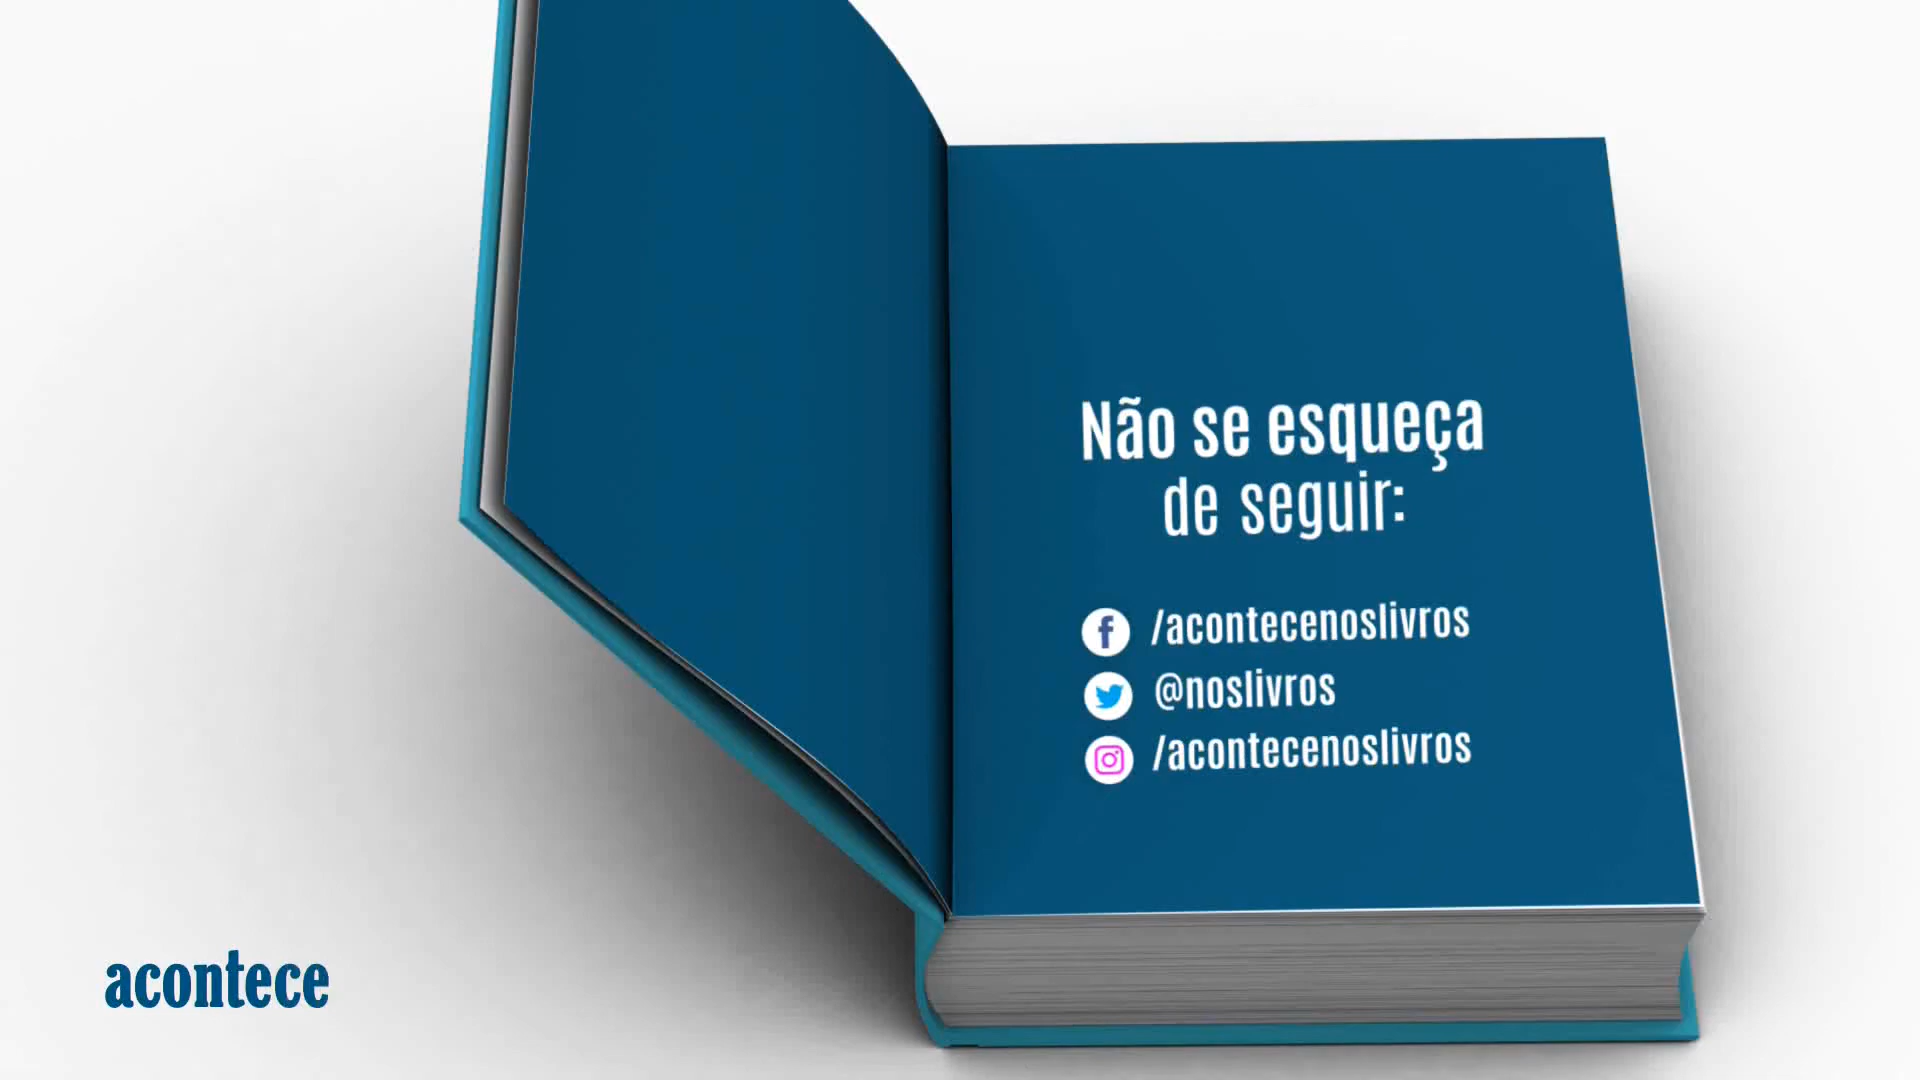 Não se esqueça
de seguir:
/acontecenoslivros
@noslivros
/acontecenoslivros
acontece